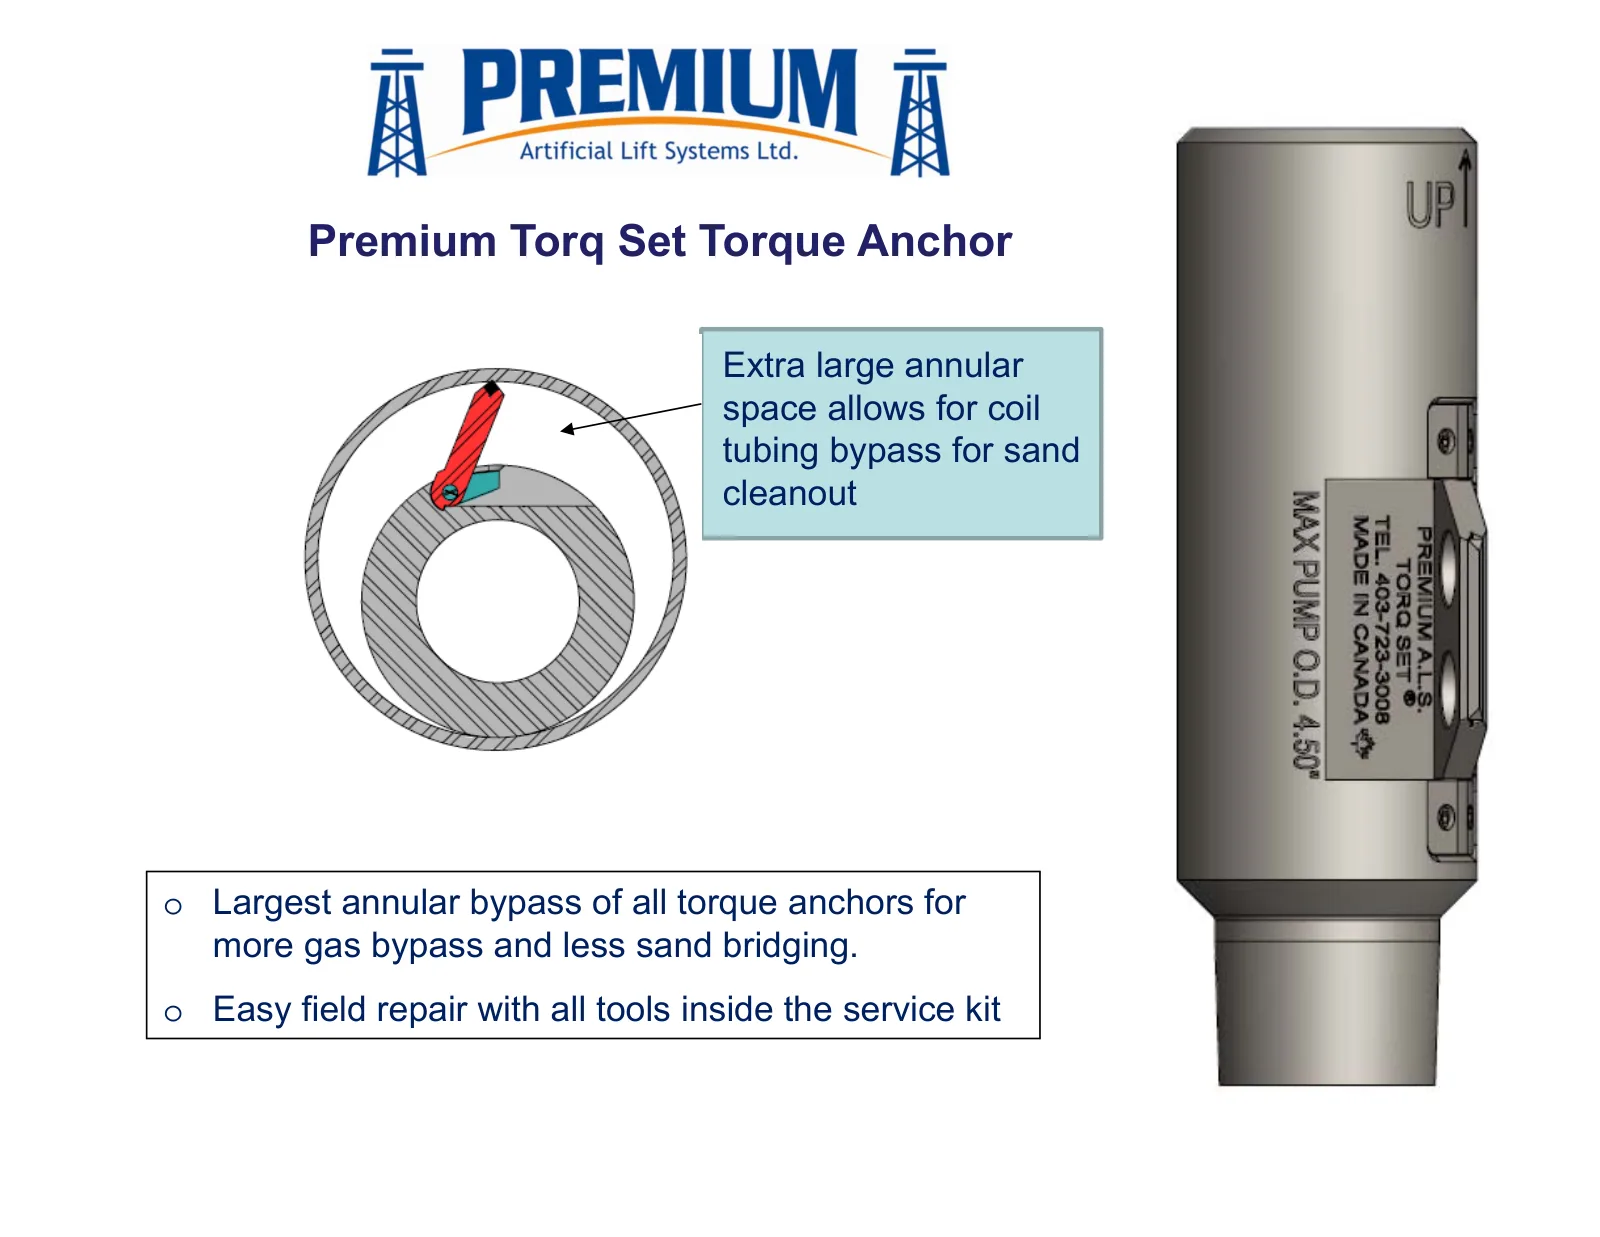 PREMIUM
Artificial Lift Systems Ltd.
Premium Torq Set Torque Anchor
Extra large annular
space allows for coil
tubing bypass for sand
cleanout
o Largest annular bypass of all torque anchors for
more gas bypass and less sand bridging.
o Easy field repair with all tools inside the service kit
UP
PREMIUM A.L.S.
TORQ SET ®
TEL. 403-723-3008
MADE IN CANADA
MAX PUMP O.D. 4.50"